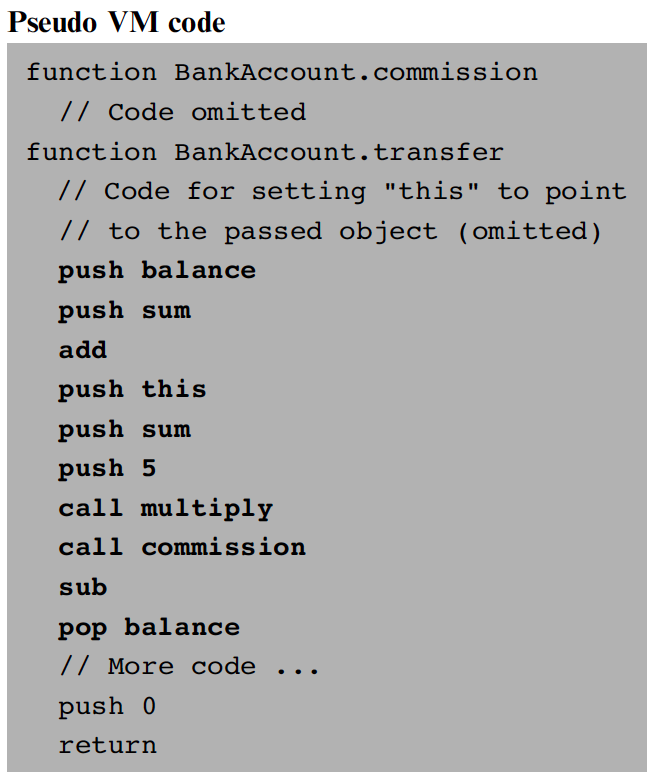 Pseudo VM code
function BankAccount.commission
// Code omitted
function BankAccount.transfer
// Code for setting "this" to point
// to the passed object (omitted)
push balance
push sum
add
push this
push sum
push 5
call multiply
call commission
sub
pop balance
// More code ...
push 0
return